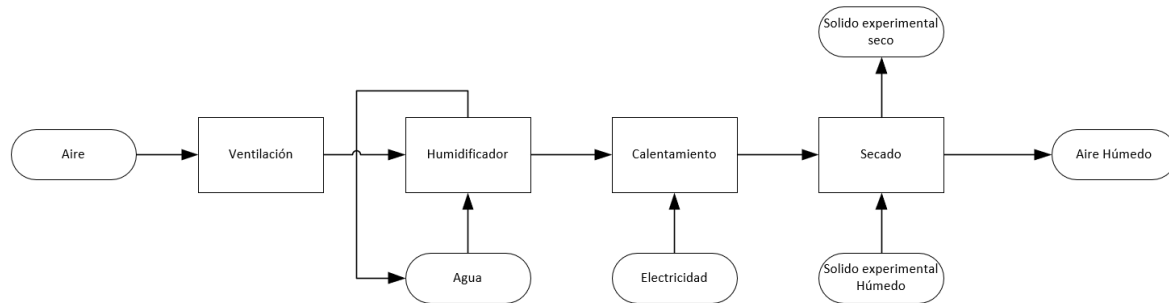 Solido experimental
seco
Aire
Ventilación
Humidificador
Calentamiento
Secado
Aire Húmedo
Agua
Electricidad
Solido experimental
Húmedo